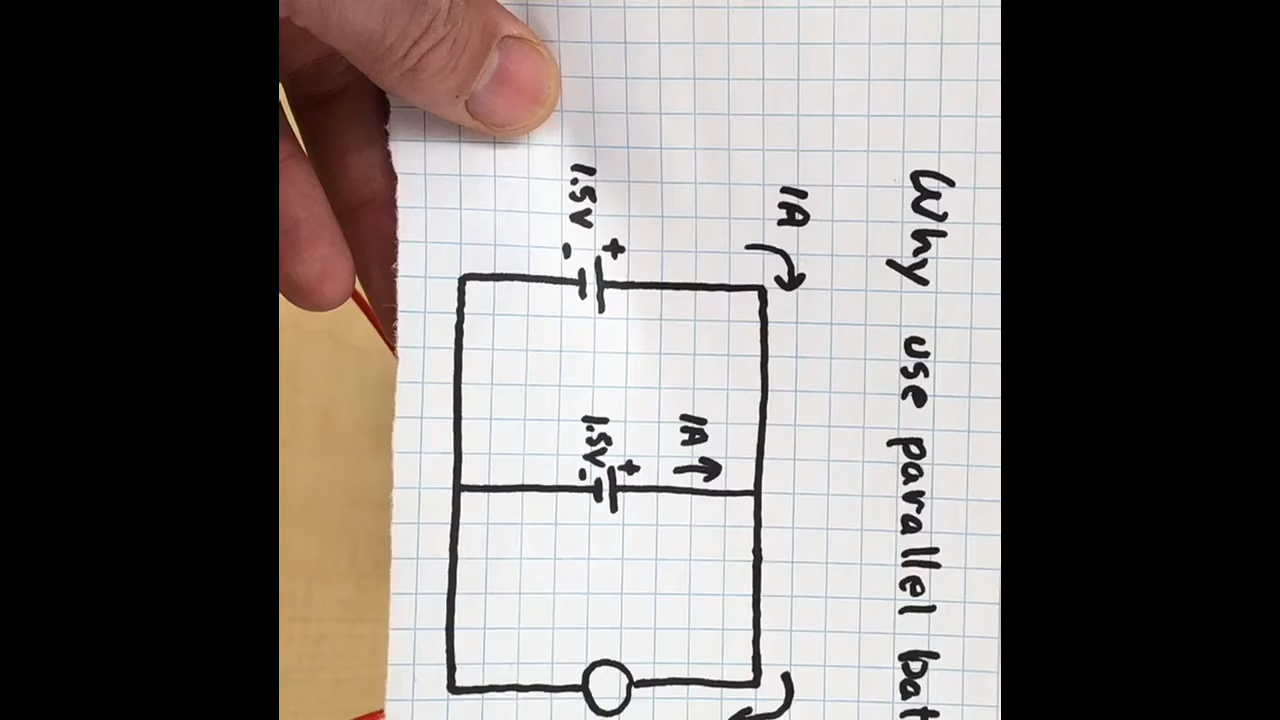 Why use parallel
1A
1.5V
+
-
1A
1.5V
+
-